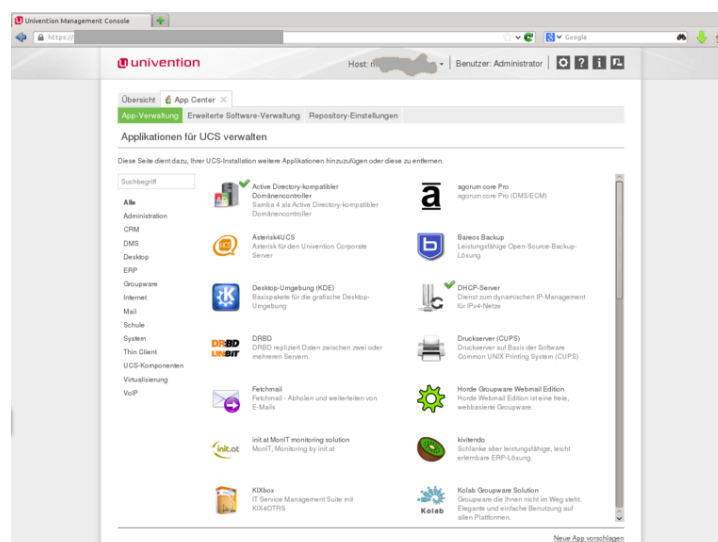 Univention Management Console
https://
Google
univention
Host:
Benutzer: Administrator
Übersicht
App Center
App-Verwaltung
Erweiterte Software-Verwaltung
Repository-Einstellungen
Applikationen für UCS verwalten
Diese Seite dient dazu, Ihrer UCS-Installation weitere Applikationen hinzuzufügen oder diese zu entfernen.
Suchbegriff
Alle
Administration
CRM
DMS
Desktop
ERP
Groupware
Internet
Mail
Schule
System
Thin Client
UCS-Komponenten
Virtualisierung
VoIP
Active Directory-kompatibler
Domänencontroller
Samba 4 als Active Directory-kompatibler
Domänencontroller
a
agorum core Pro
agorum core Pro (DMS/ECM)
Asterisk4UCS
Asterisk für den Univention Corporate
Server
Bareos Backup
Leistungsfähige Open-Source-Backup-
Lösung
Desktop-Umgebung (KDE)
Basispakete für die grafische Desktop-
Umgebung
DHCP-Server
Dienst zum dynamischen IP-Management
für IPv4-Netze
DRBD
LINBIT
DRBD
DRBD repliziert Daten zwischen zwei oder
mehreren Servern.
Druckserver (CUPS)
Druckserver auf Basis der Software
Common UNIX Printing System (CUPS)
Fetchmail
Fetchmail - Abholen und weiterleiten von
E-Mails
Horde Groupware Webmail Edition
Horde Webmail Edition ist eine freie,
webbasierte Groupware.
init.at
init.at MonIT monitoring solution
MonIT, Monitoring by init.at
kivitendo
Schlanke aber leistungsfähige, leicht
erlernbare ERP-Lösung.
KIXbox
IT Service Management Suite mit
KIX4OTRS
Kolab
Kolab Groupware Solution
Groupware die Ihnen nicht im Weg steht.
Elegante und einfache Benutzung auf
allen Plattformen.
Neue App vorschlagen